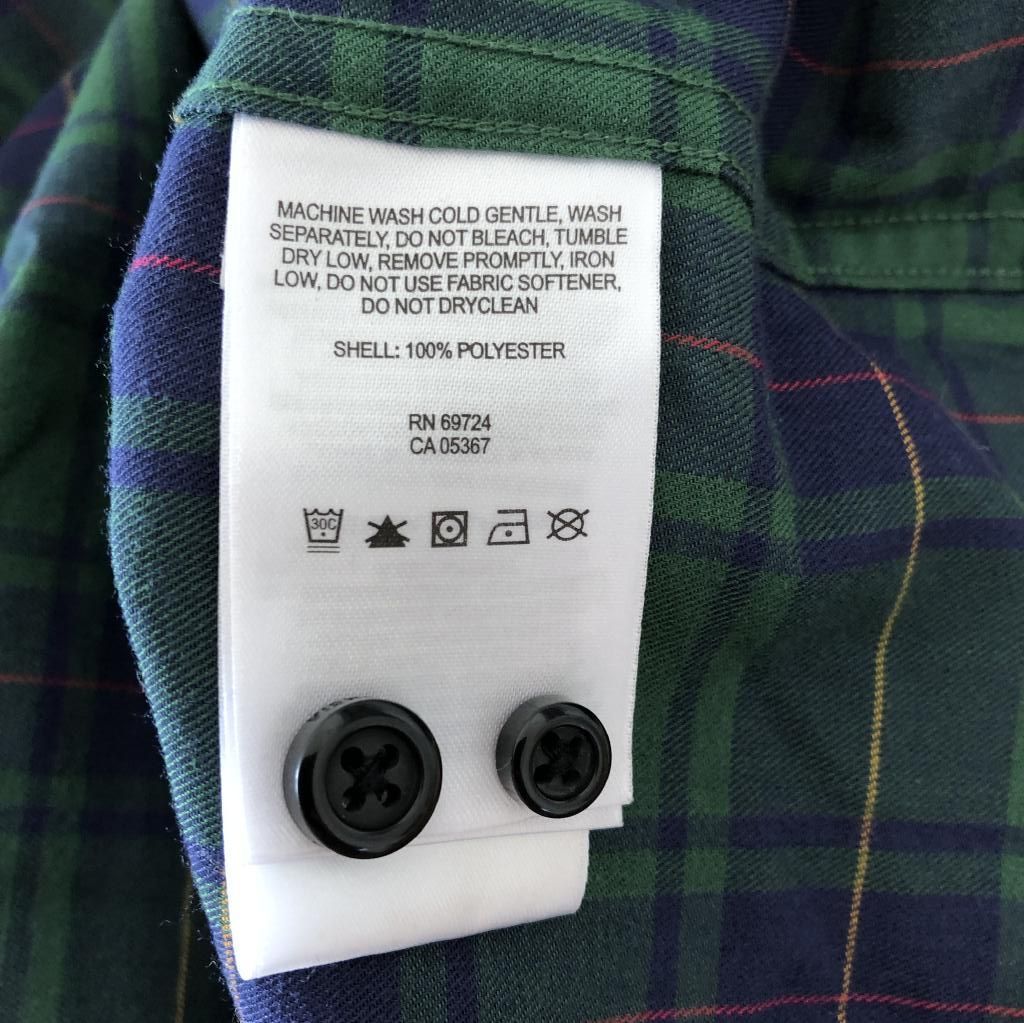 MACHINE WASH COLD GENTLE, WASH
SEPARATELY, DO NOT BLEACH, TUMBLE
DRY LOW, REMOVE PROMPTLY, IRON
LOW, DO NOT USE FABRIC SOFTENER,
DO NOT DRYCLEAN
SHELL: 100% POLYESTER
RN 69724
CA 05367
30C